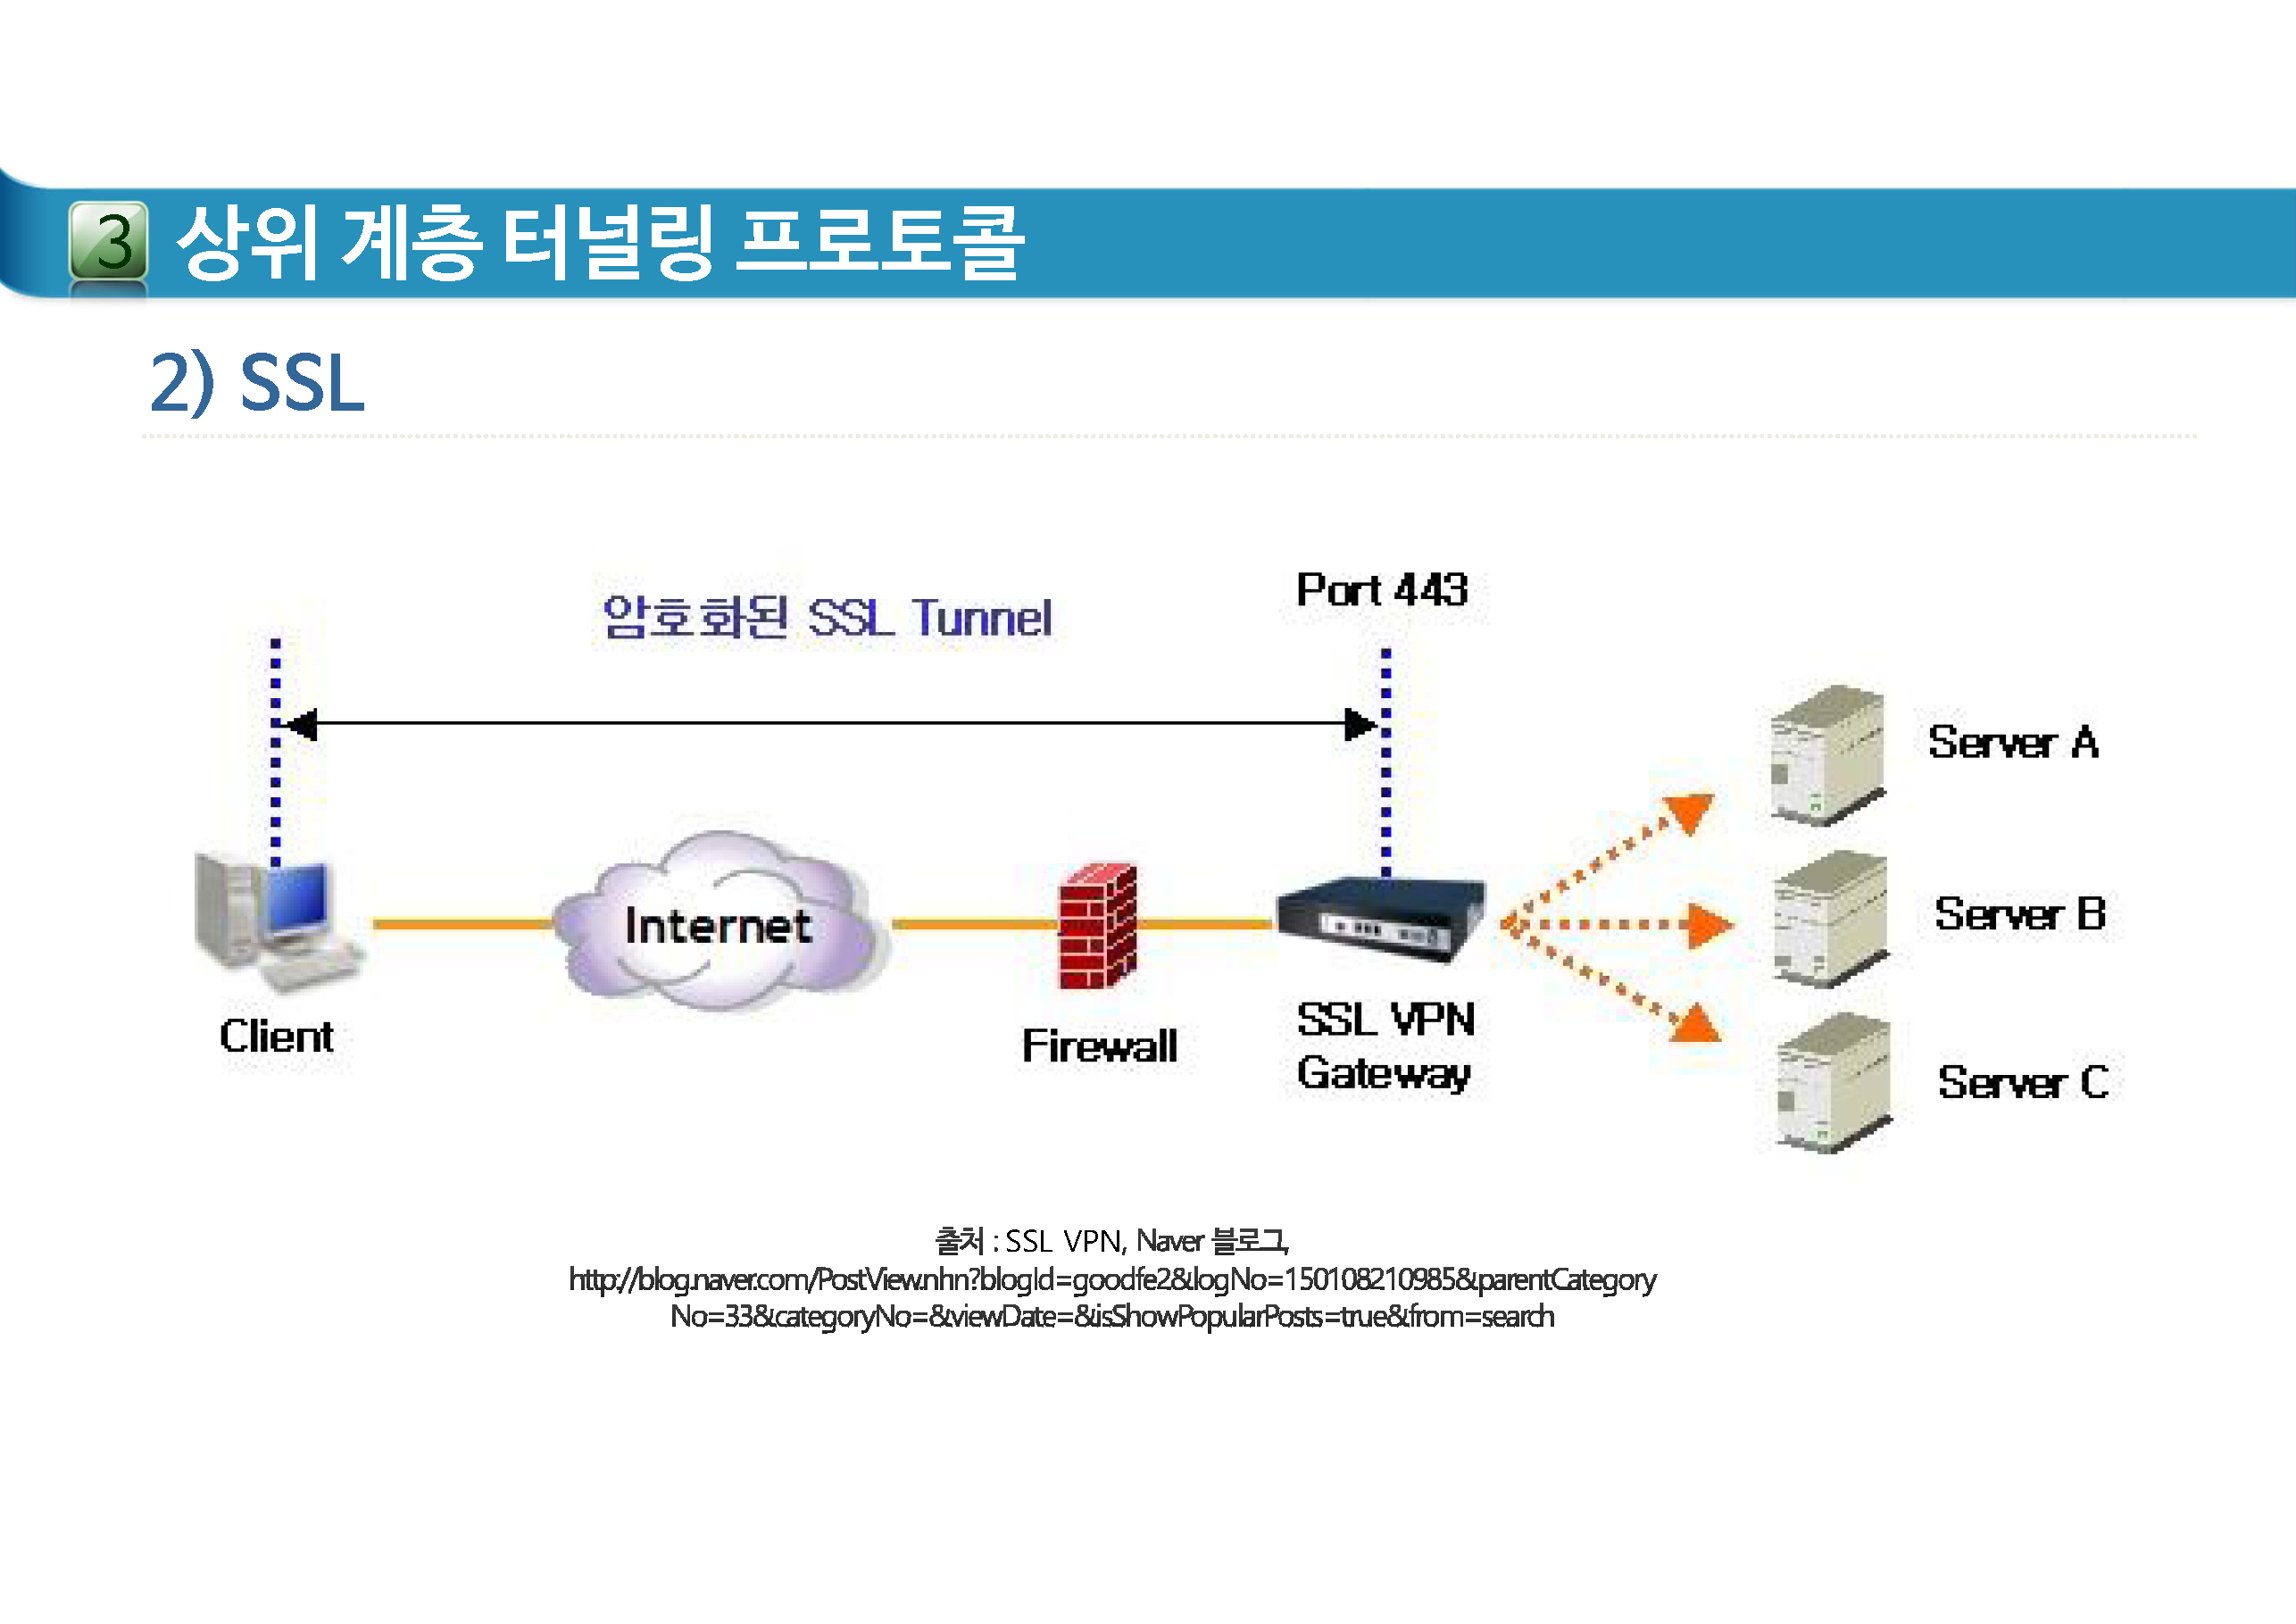 3 상위 계층 터널링 프로토콜
2) SSL
암호화된 SSL Tunnel
Port 443
Server A
Server B
Server C
Internet
Client
Firewall
SSL VPN
Gateway
출처 : SSL VPN, Naver 블로그,
http://blog.naver.com/PostView.nhn?blogId=goodfe2&logNo=150108210985&parentCategory
No=33&categoryNo=&viewDate=&isShowPopularPosts=true&from=search